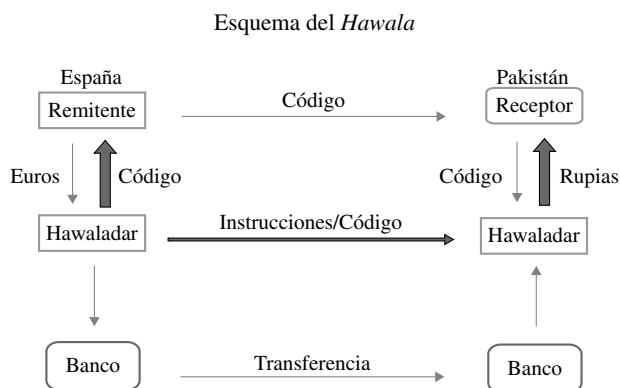 Esquema del Hawala
España
Pakistán
Remitente
Código
Receptor
Euros
Código
Código
Rupias
Hawaladar
Instrucciones/Código
Hawaladar
Banco
Transferencia
Banco